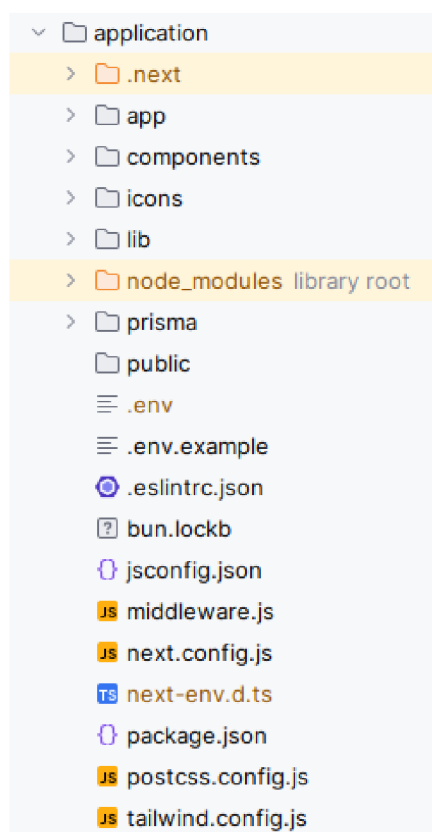 application
.next
app
components
icons
lib
node_modules library root
prisma
public
.env
.env.example
.eslintrc.json
? bun.lockb
{} jsconfig.json
JS middleware.js
JS next.config.js
TS next-env.d.ts
{} package.json
JS postcss.config.js
JS tailwind.config.js